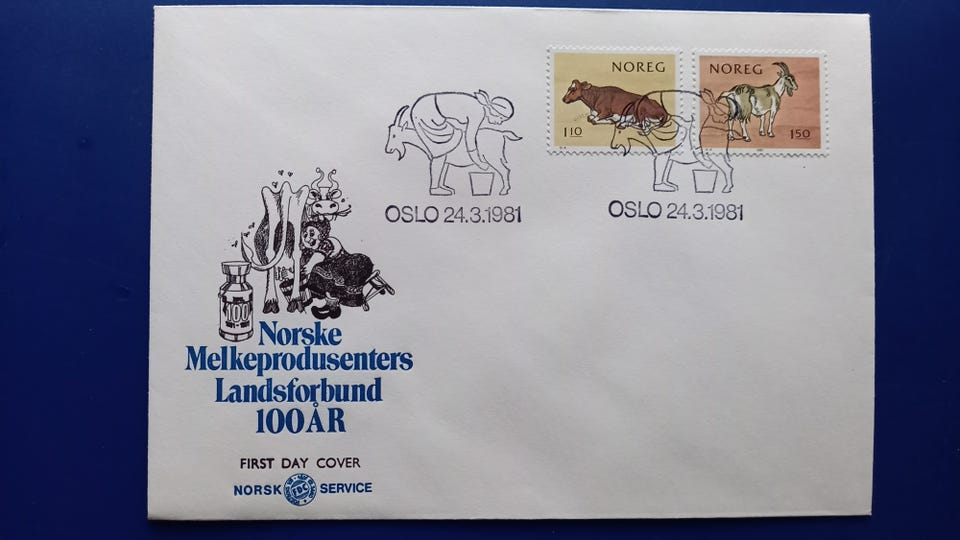 NOREG
1 10
NOREG
1 50
OSLO 24.3.1981
OSLO 24.3.1981
100
Norske
Melkeprodusenters
Landsforbund
100 ÅR
FIRST DAY COVER
NORSK FDC SERVICE